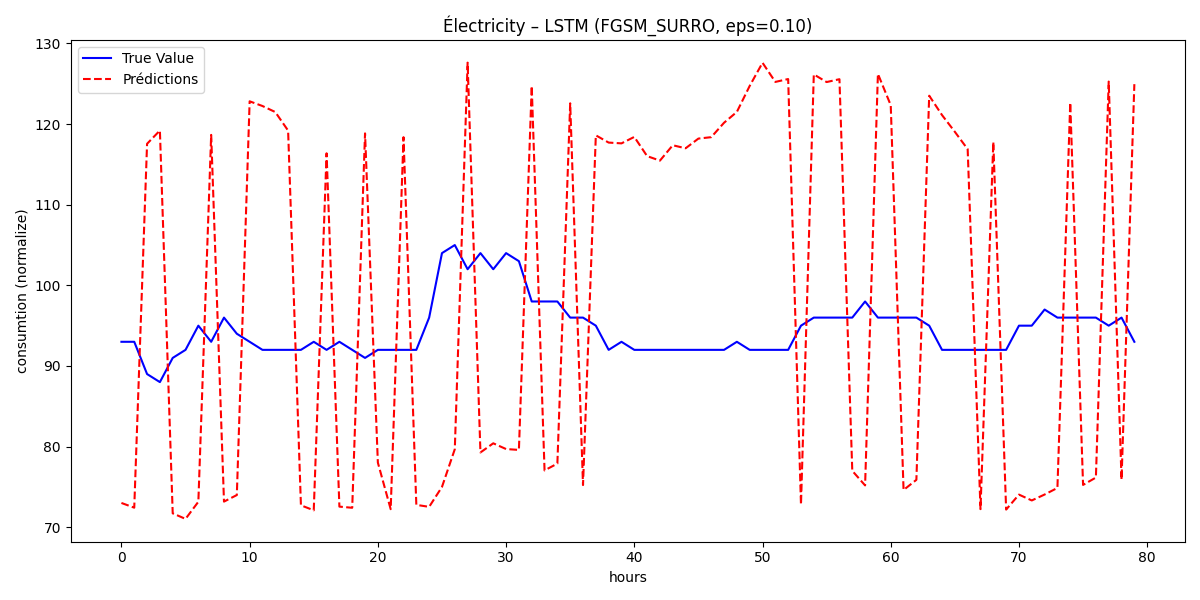 Électricity – LSTM (FGSM_SURRO, eps=0.10)
True Value
Prédictions
consumtion (normalize)
130
120
110
100
90
80
70
0 10 20 30 40 50 60 70 80
hours